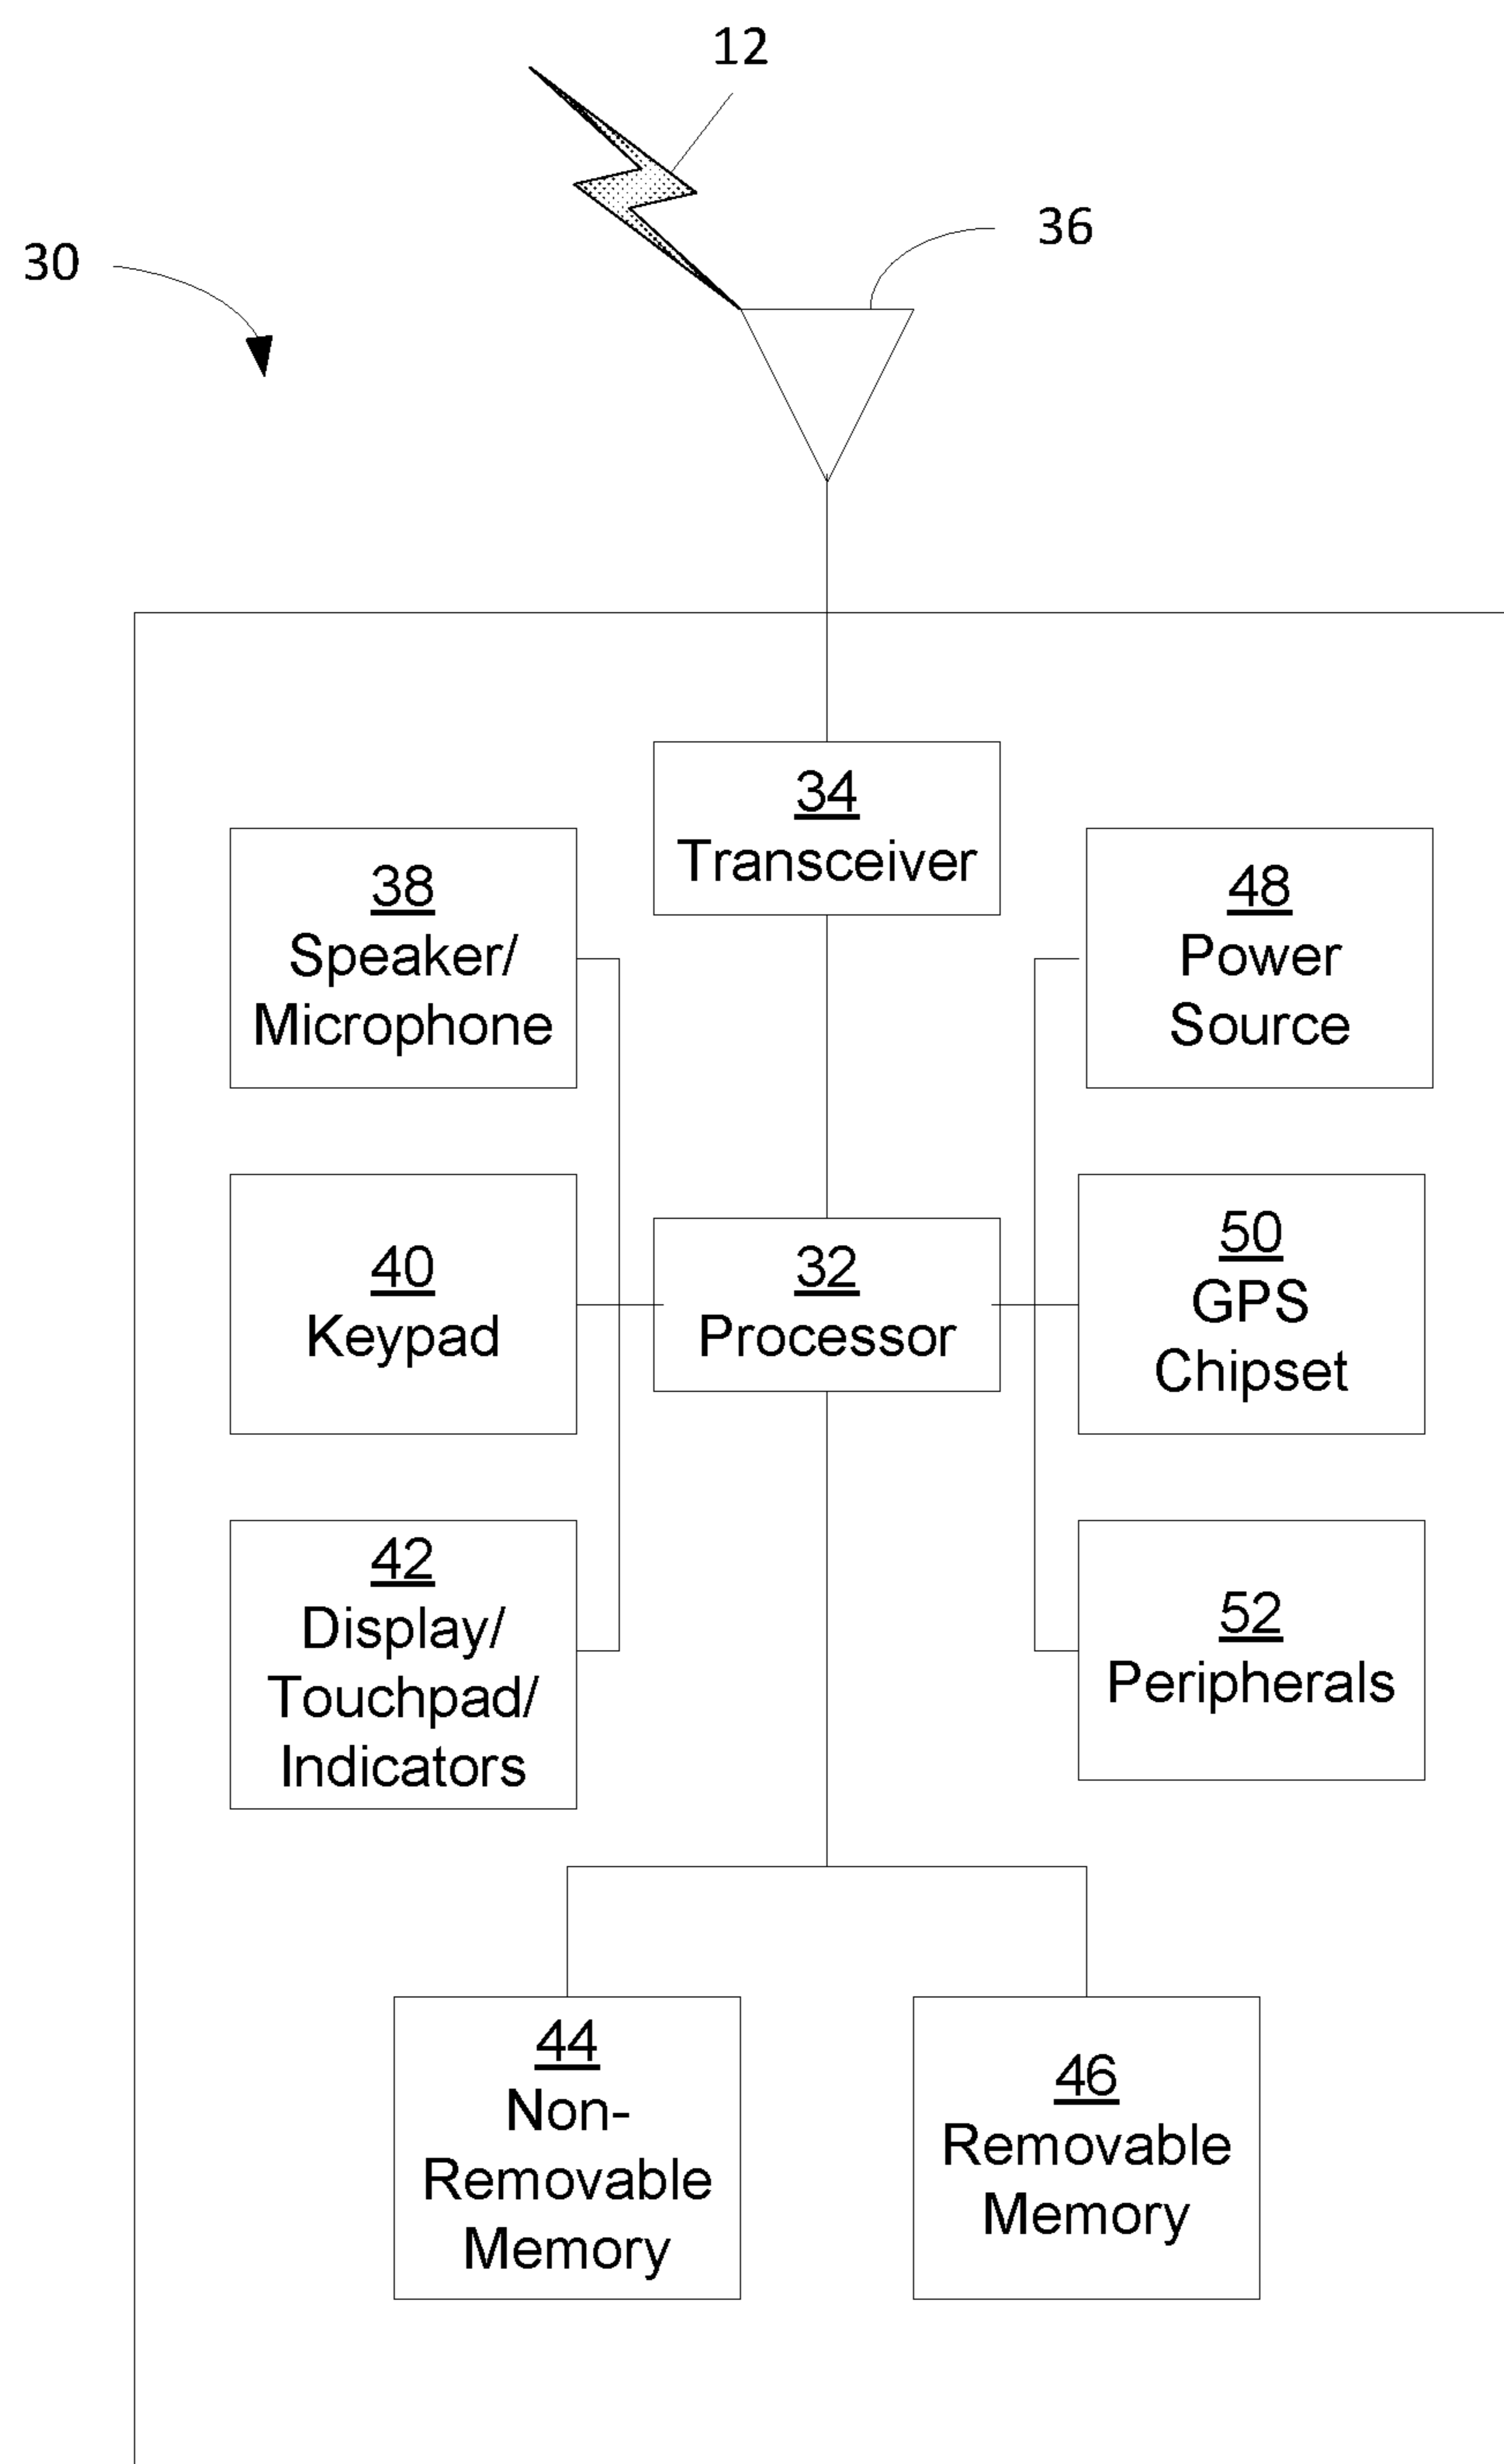 12
36
30
34
Transceiver
38
Speaker/
Microphone
48
Power
Source
40
Keypad
32
Processor
50
GPS
Chipset
42
Display/
Touchpad/
Indicators
52
Peripherals
44
Non-
Removable
Memory
46
Removable
Memory